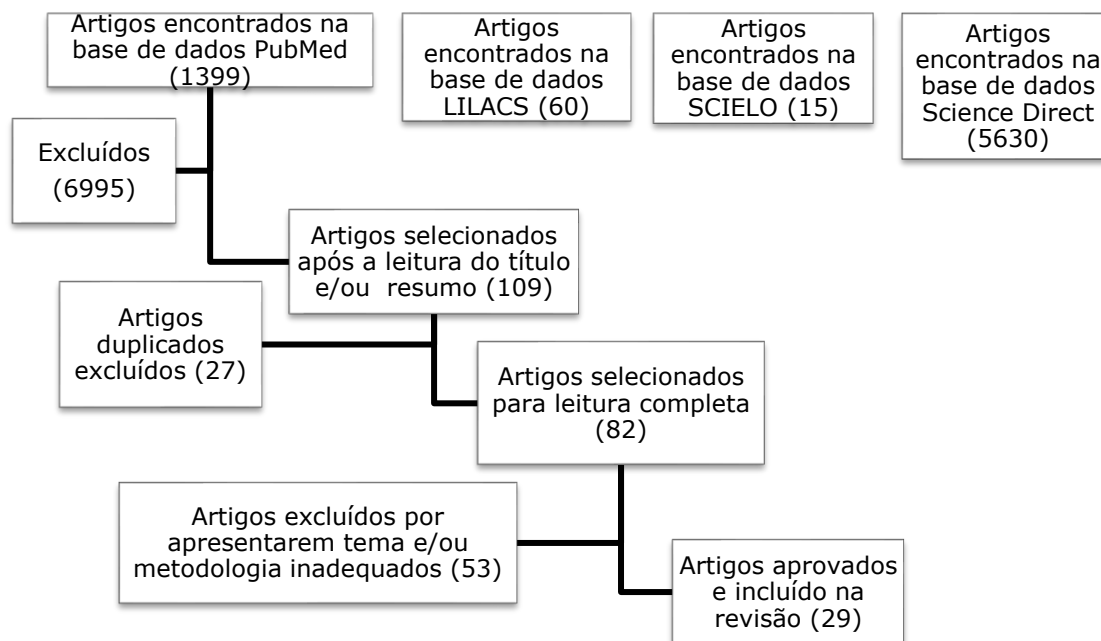 Artigos encontrados na
base de dados PubMed
(1399)
Artigos
encontrados na
base de dados
LILACS (60)
Artigos
encontrados na
base de dados
SCIELO (15)
Artigos
encontrados na
base de dados
Science Direct
(5630)
Excluídos
(6995)
Artigos selecionados
após a leitura do título
e/ou resumo (109)
Artigos
duplicados
excluídos (27)
Artigos selecionados
para leitura completa
(82)
Artigos excluídos por
apresentarem tema e/ou
metodologia inadequados (53)
Artigos aprovados
e incluído na
revisão (29)